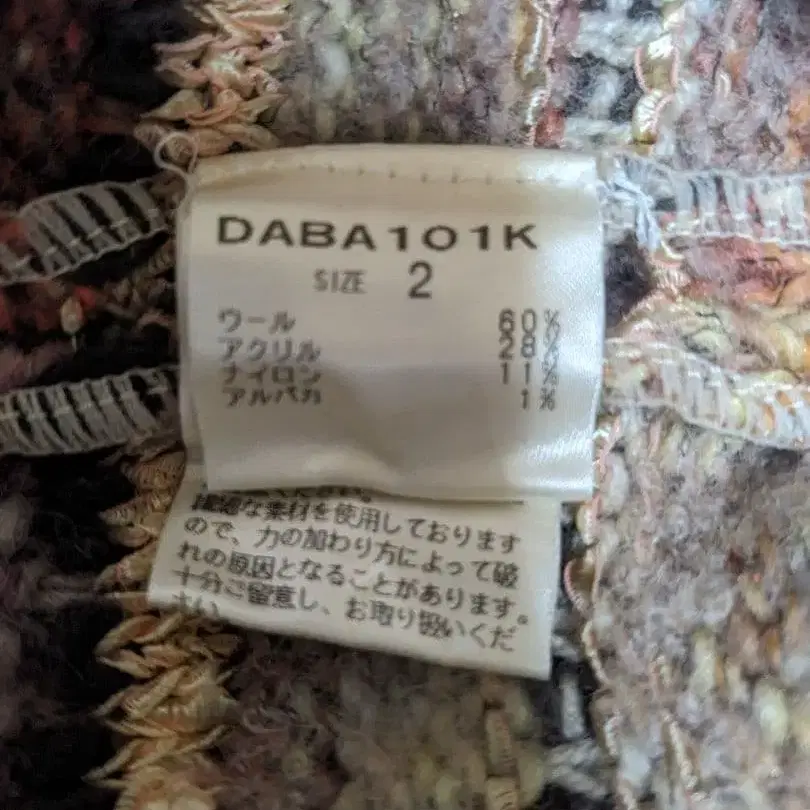 DABA101K
SIZE 2
ウール 60%
アクリル 28%
ナイロン 11%
アルパカ 1%
繊細な素材を使用しております
ので、力の加わり方によって破
れの原因となることがあります。
十分ご留意し、お取り扱いくだ
さい。